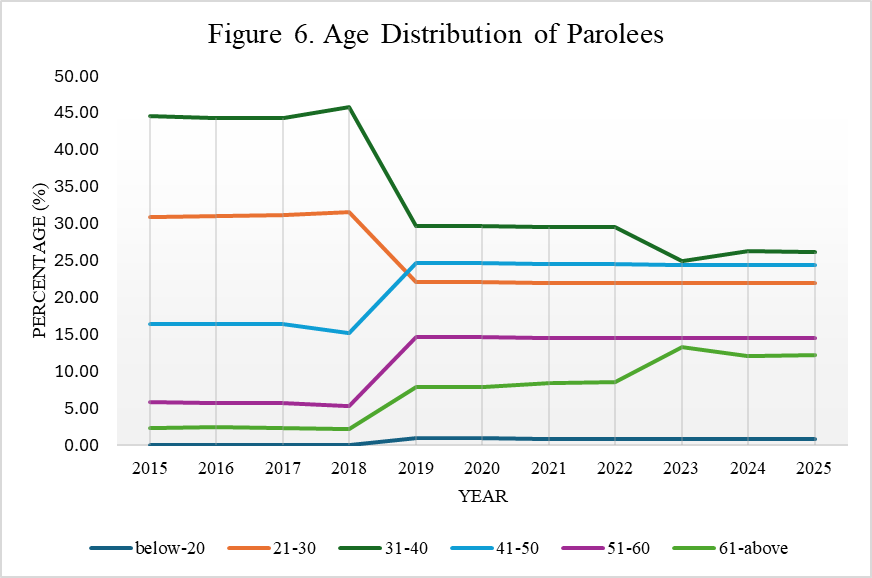 Figure 6. Age Distribution of Parolees
50.00
45.00
40.00
35.00
30.00
25.00
20.00
15.00
10.00
5.00
0.00
PERCENTAGE (%)
2015 2016 2017 2018 2019 2020 2021 2022 2023 2024 2025
YEAR
below-20 21-30 31-40 41-50 51-60 61-above